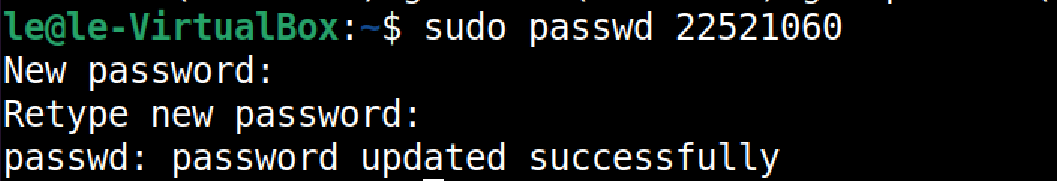 le@le-VirtualBox:~$ sudo passwd 22521060
New password:
Retype new password:
passwd: password updated successfully